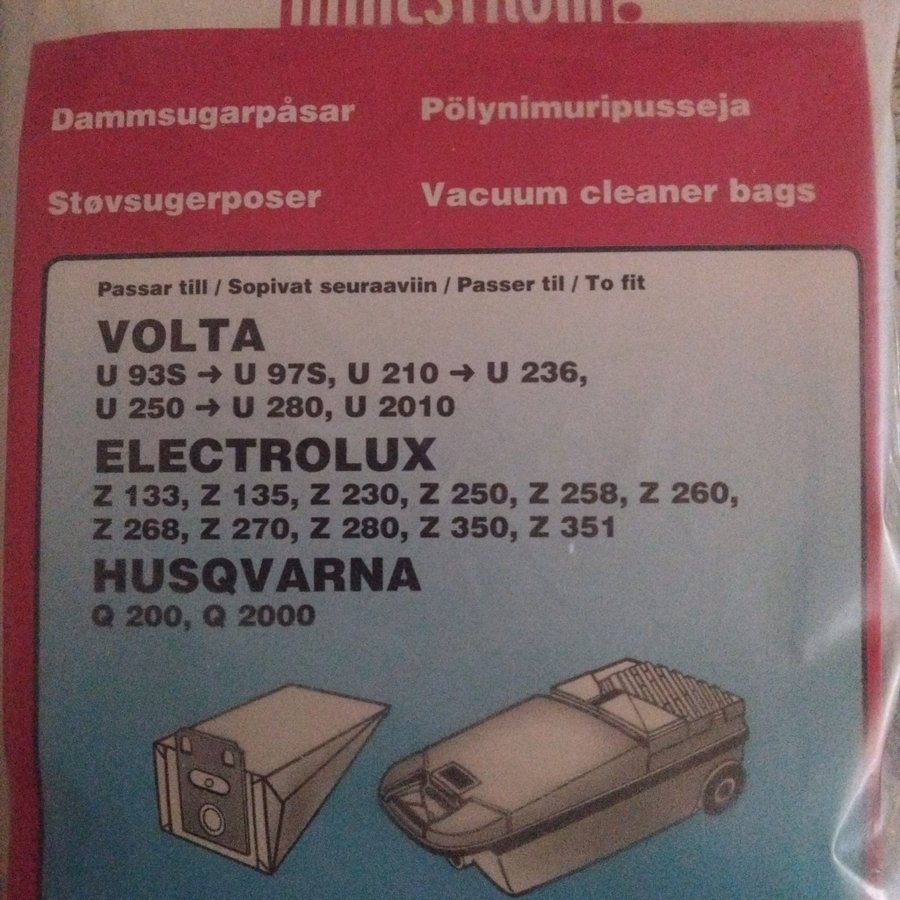 Dammsugarpåsar Pölynimuripusseja
Støvsugerposer Vacuum cleaner bags
Passar till / Sopivat seuraaviin / Passer til / To fit
VOLTA
U 93S → U 97S, U 210 → U 236,
U 250 → U 280, U 2010
ELECTROLUX
Z 133, Z 135, Z 230, Z 250, Z 258, Z 260,
Z 268, Z 270, Z 280, Z 350, Z 351
HUSQVARNA
Q 200, Q 2000